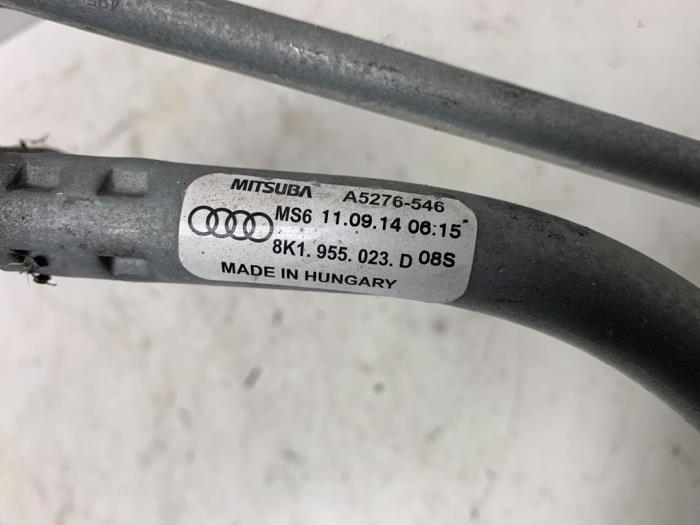 MITSUBA A5276-546
MS6 11.09.14 06:15
8K1. 955. 023. D 08S
MADE IN HUNGARY